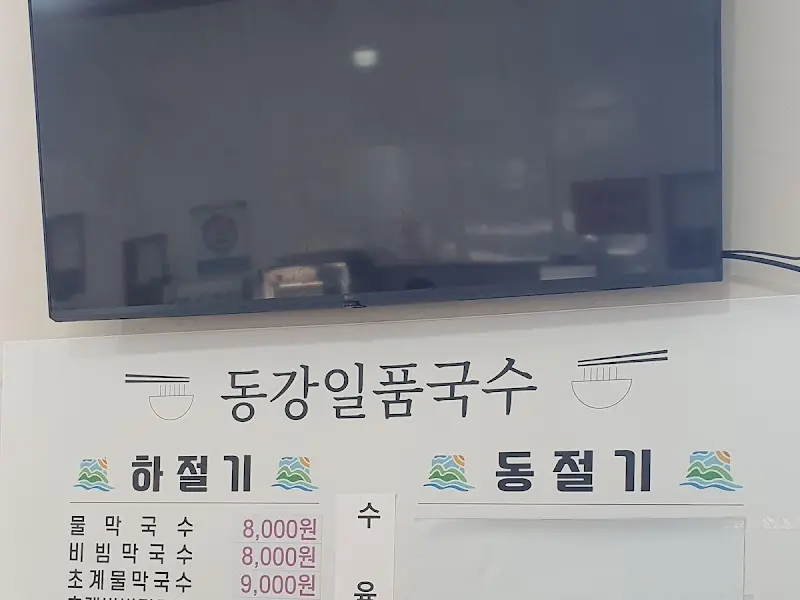 동강일품국수
하절기
동절기
물막국수 8,000원
비빔막국수 8,000원
초계물막국수 9,000원
수